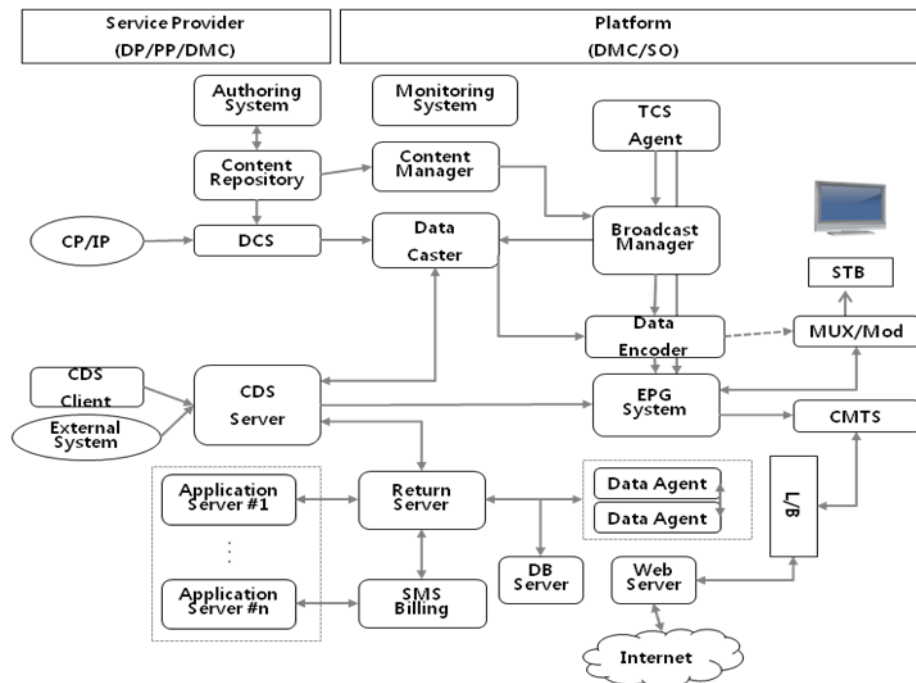 Service Provider
(DP/PP/DMC)
Platform
(DMC/SO)
Authoring
System
Monitoring
System
TCS
Agent
Content
Repository
Content
Manager
CP/IP
DCS
Data
Caster
Broadcast
Manager
STB
Data
Encoder
MUX/Mod
CDS
Client
CDS
Server
EPG
System
CMTS
External
System
Application
Server #1
Return
Server
Data Agent
Data Agent
L/B
⋮
DB
Server
Web
Server
Application
Server #n
SMS
Billing
Internet